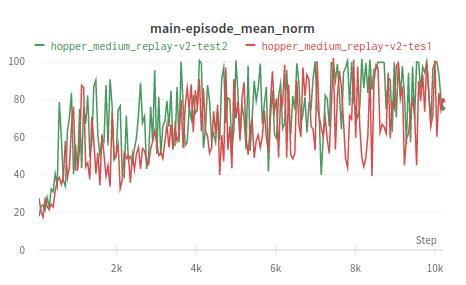 main-episode_mean_norm
hopper_medium_replay-v2-test2 hopper_medium_replay-v2-tes1
100
80
60
40
20
0
Step
2k 4k 6k 8k 10k